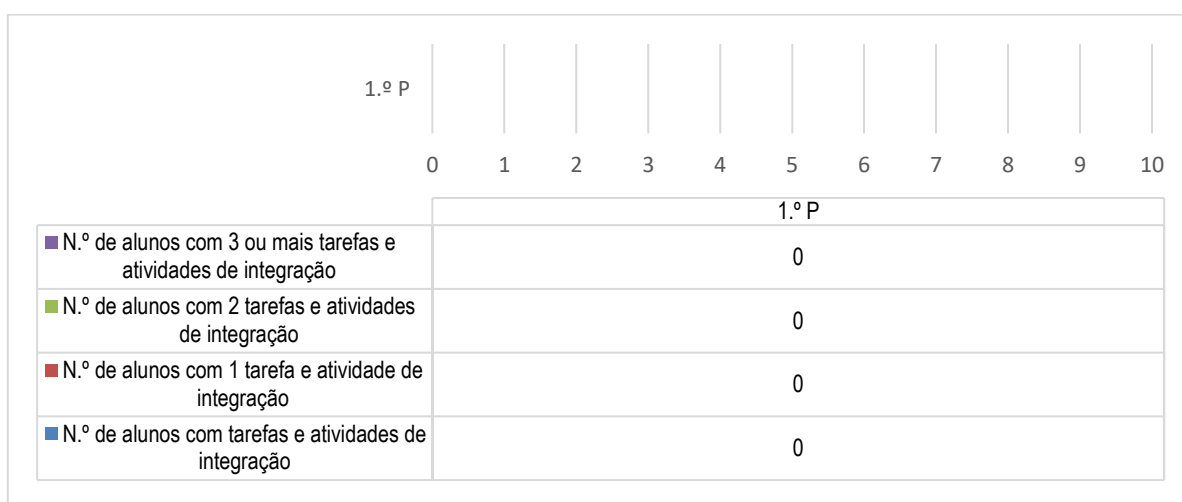 1.º P
0 1 2 3 4 5 6 7 8 9 10
1.º P
N.º de alunos com 3 ou mais tarefas e
atividades de integração
0
N.º de alunos com 2 tarefas e atividades
de integração
0
N.º de alunos com 1 tarefa e atividade de
integração
0
N.º de alunos com tarefas e atividades de
integração
0